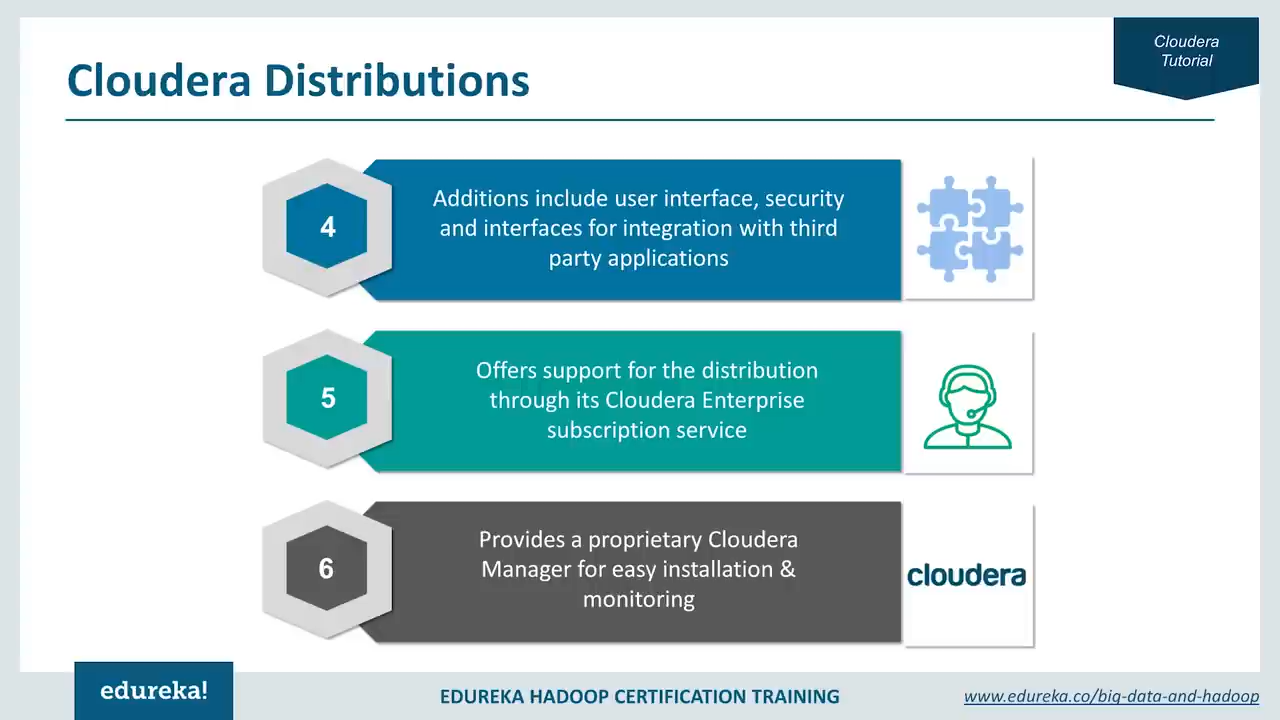 Cloudera
Tutorial
Cloudera Distributions
4
Additions include user interface, security
and interfaces for integration with third
party applications
5
Offers support for the distribution
through its Cloudera Enterprise
subscription service
6
Provides a proprietary Cloudera
Manager for easy installation &
monitoring
cloudera
edureka!
EDUREKA HADOOP CERTIFICATION TRAINING
www.edureka.co/big-data-and-hadoop